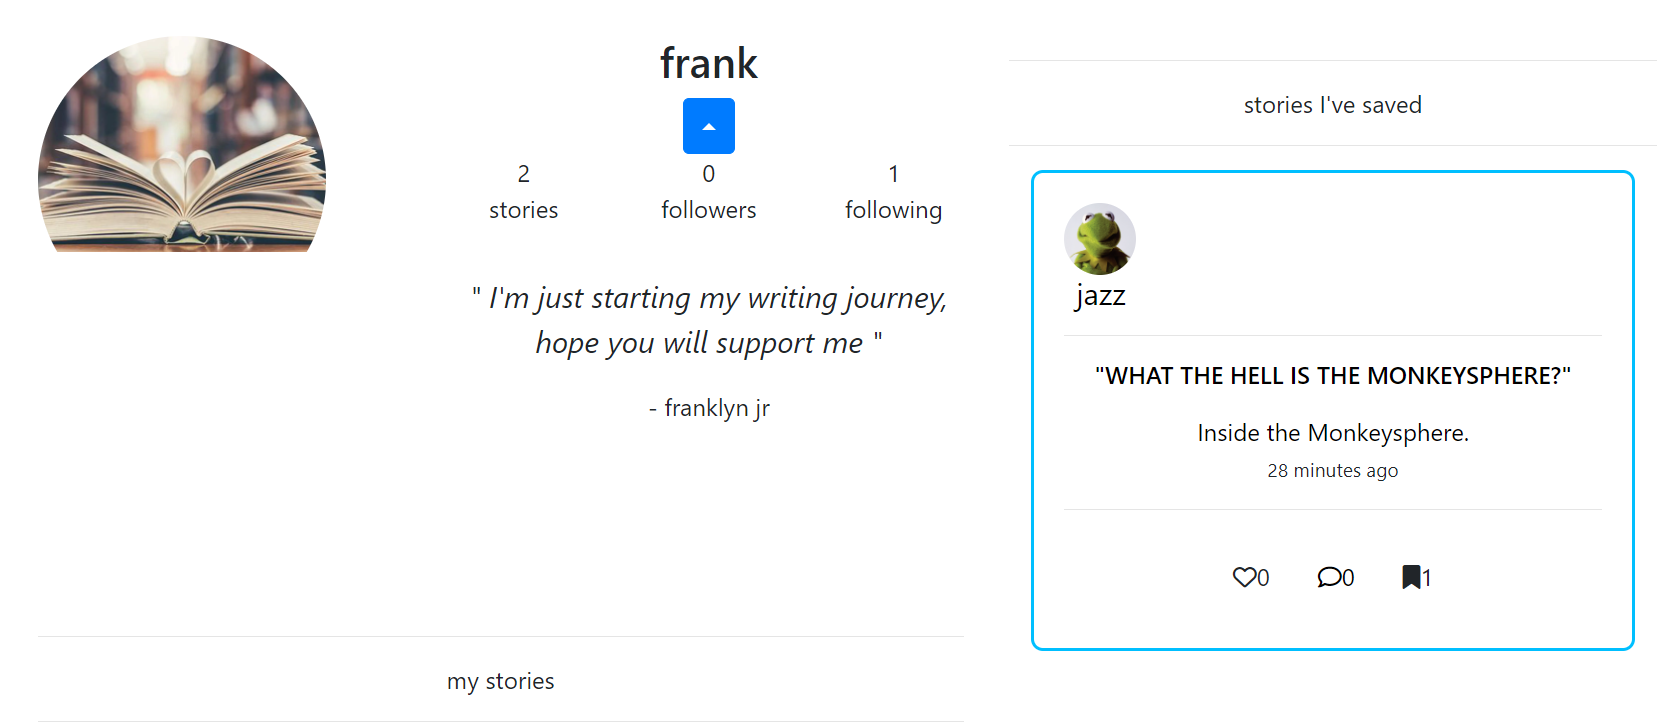 frank
2
stories
0
followers
1
following
" I'm just starting my writing journey,
hope you will support me "
- franklyn jr
my stories
stories I've saved
jazz
"WHAT THE HELL IS THE MONKEYSPHERE?"
Inside the Monkeysphere.
28 minutes ago
0 0 1